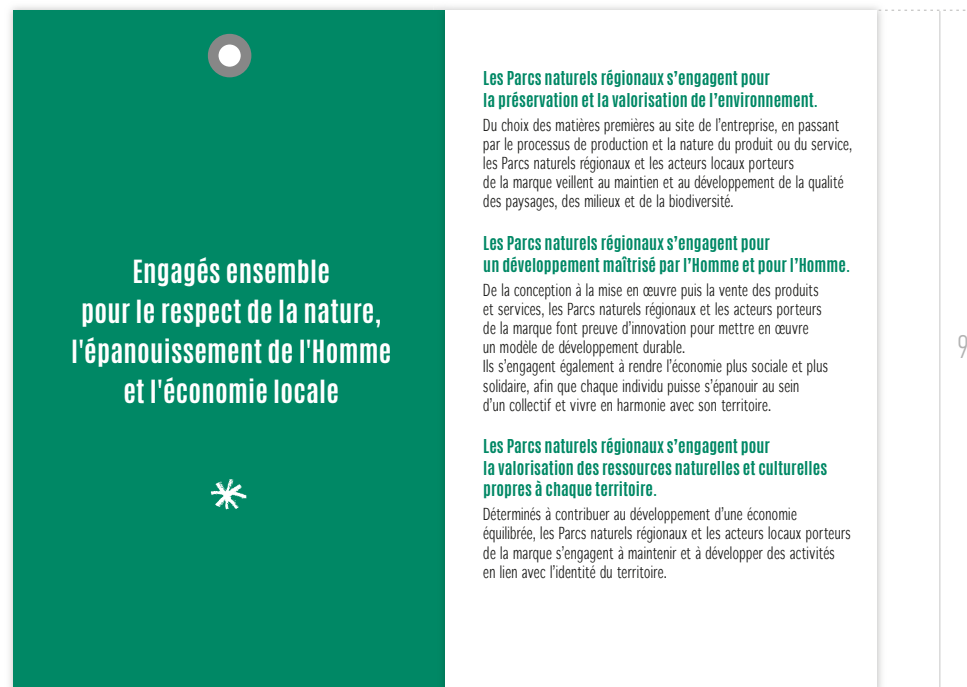 Engagés ensemble
pour le respect de la nature,
l'épanouissement de l'Homme
et l'économie locale
Les Parcs naturels régionaux s’engagent pour
la préservation et la valorisation de l’environnement.
Du choix des matières premières au site de l’entreprise, en passant
par le processus de production et la nature du produit ou du service,
les Parcs naturels régionaux et les acteurs locaux porteurs
de la marque veillent au maintien et au développement de la qualité
des paysages, des milieux et de la biodiversité.
Les Parcs naturels régionaux s’engagent pour
un développement maîtrisé par l’Homme et pour l’Homme.
De la conception à la mise en œuvre puis la vente des produits
et services, les Parcs naturels régionaux et les acteurs porteurs
de la marque font preuve d’innovation pour mettre en œuvre
un modèle de développement durable.
Ils s’engagent également à rendre l’économie plus sociale et plus
solidaire, afin que chaque individu puisse s’épanouir au sein
d’un collectif et vivre en harmonie avec son territoire.
Les Parcs naturels régionaux s’engagent pour
la valorisation des ressources naturelles et culturelles
propres à chaque territoire.
Déterminés à contribuer au développement d’une économie
équilibrée, les Parcs naturels régionaux et les acteurs locaux porteurs
de la marque s’engagent à maintenir et à développer des activités
en lien avec l’identité du territoire.
9